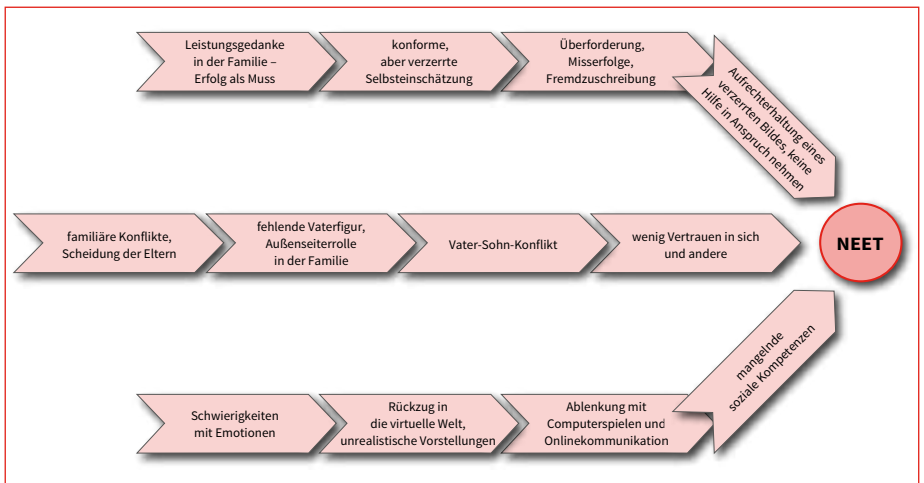 Leistungsgedanke
in der Familie –
Erfolg als Muss
konforme,
aber verzerrte
Selbsteinschätzung
Überforderung,
Misserfolge,
Fremdzuschreibung
Aufrechterhaltung eines
verzerrten Bildes, keine
Hilfe in Anspruch nehmen
familiäre Konflikte,
Scheidung der Eltern
fehlende Vaterfigur,
Außenseiterrolle
in der Familie
Vater-Sohn-Konflikt
wenig Vertrauen in sich
und andere
NEET
Schwierigkeiten
mit Emotionen
Rückzug in
die virtuelle Welt,
unrealistische Vorstellungen
Ablenkung mit
Computerspielen und
Onlinekommunikation
mangelnde
soziale Kompetenzen